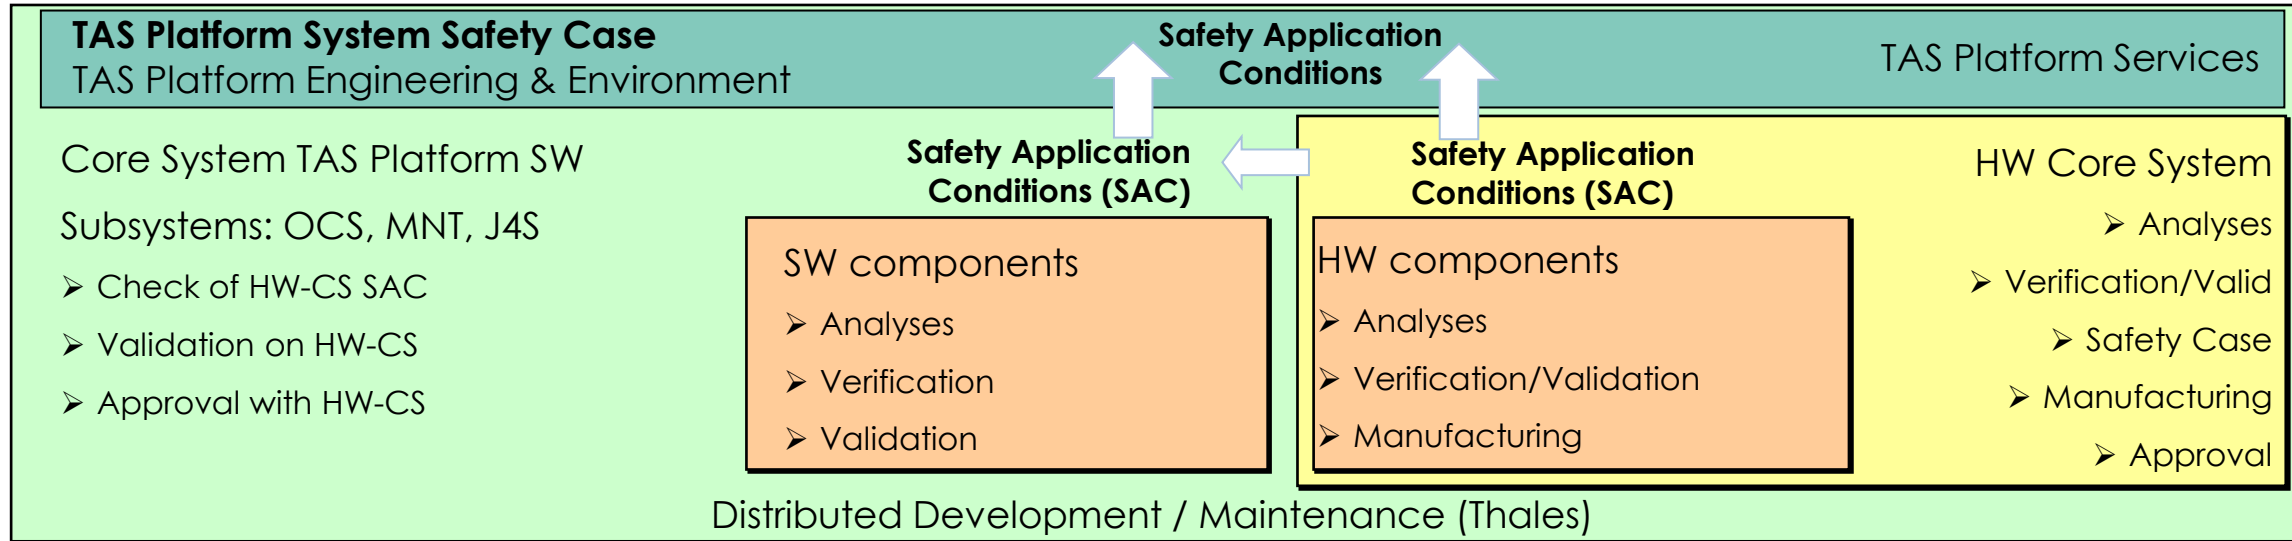 TAS Platform System Safety Case
TAS Platform Engineering & Environment
Safety Application
Conditions
TAS Platform Services
Core System TAS Platform SW
Subsystems: OCS, MNT, J4S
➢ Check of HW-CS SAC
➢ Validation on HW-CS
➢ Approval with HW-CS
Safety Application
Conditions (SAC)
SW components
➢ Analyses
➢ Verification
➢ Validation
Safety Application
Conditions (SAC)
HW components
➢ Analyses
➢ Verification/Validation
➢ Manufacturing
HW Core System
➢ Analyses
➢ Verification/Valid
➢ Safety Case
➢ Manufacturing
➢ Approval
Distributed Development / Maintenance (Thales)